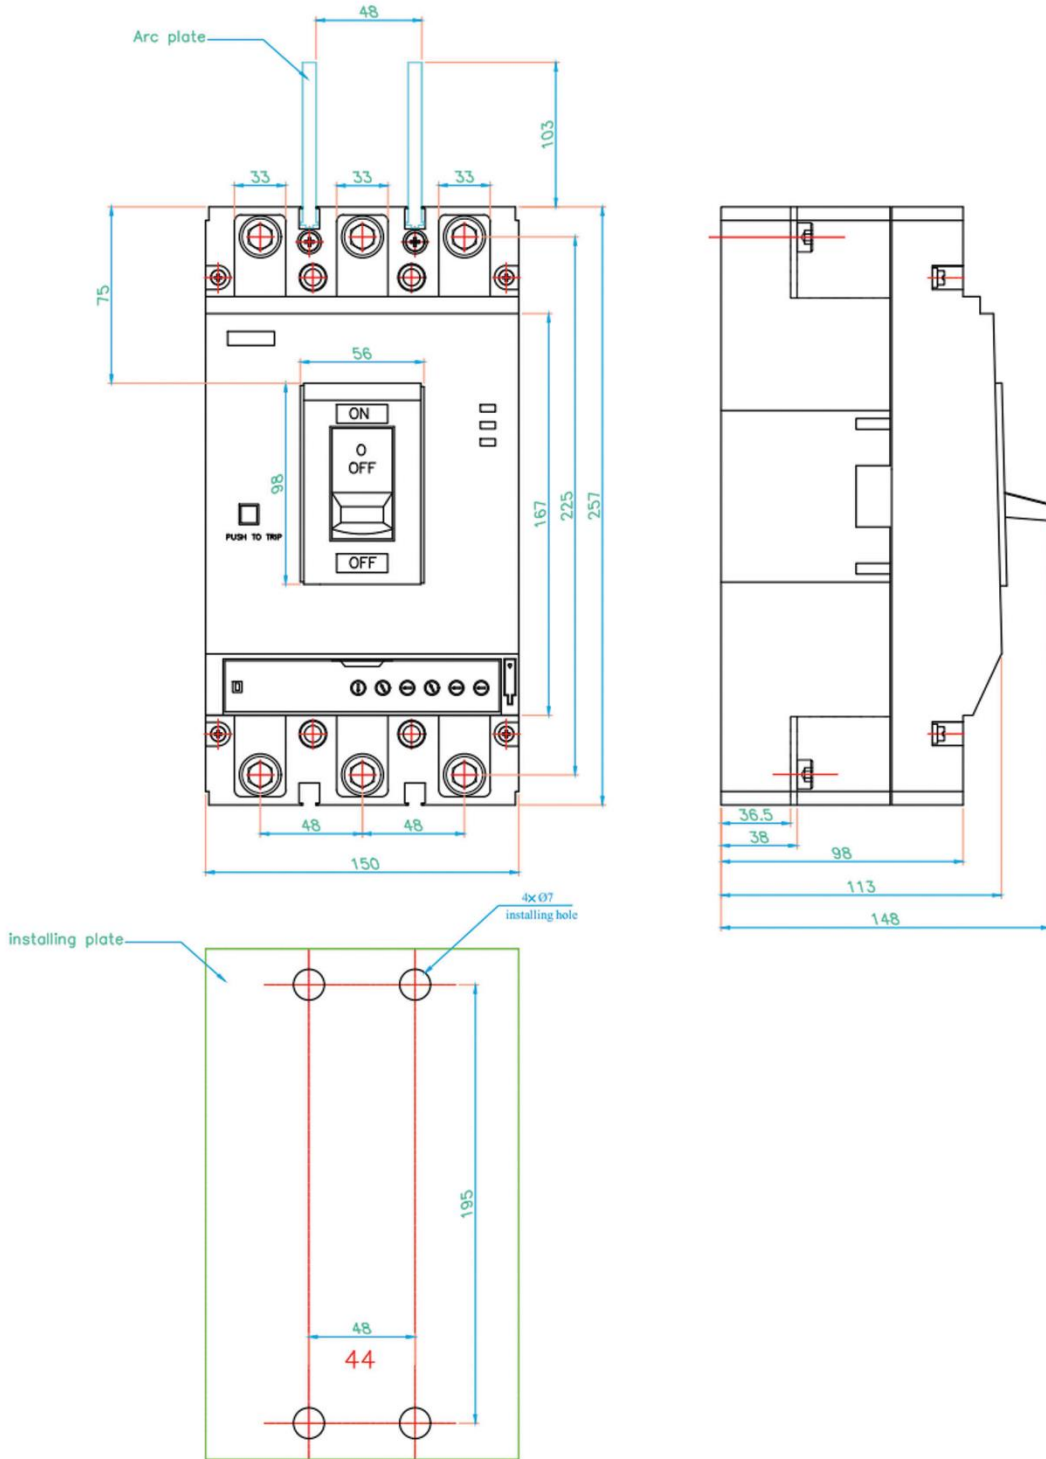 48
Arc plate
103
33
33
33
75
56
ON
O
OFF
98
167
225
257
PUSH TO TRIP
OFF
48
48
150
36.5
38
98
113
148
4× Ø7
installing hole
installing plate
195
48
44